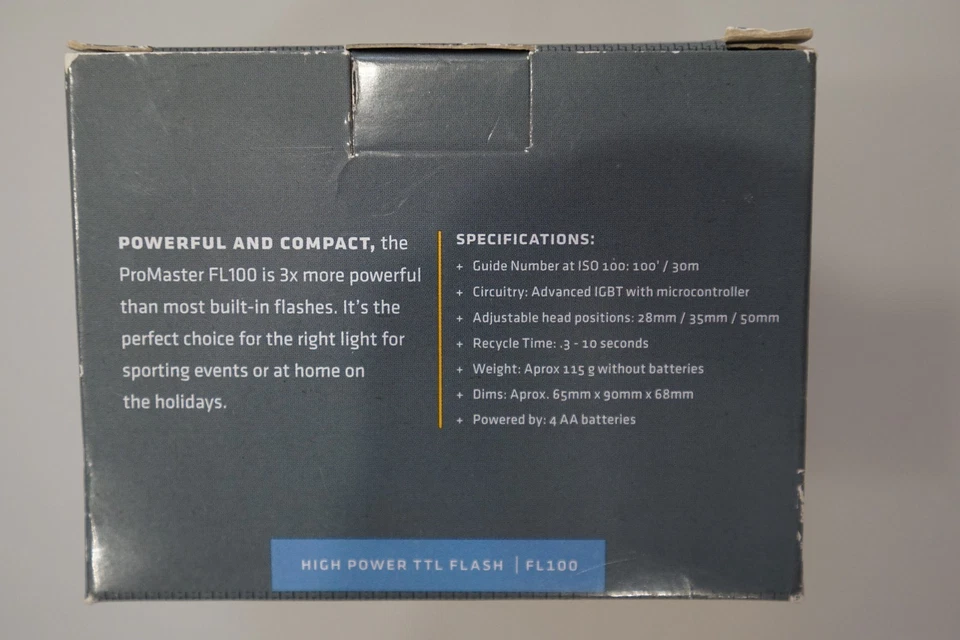 POWERFUL AND COMPACT, the
ProMaster FL100 is 3x more powerful
than most built-in flashes. It's the
perfect choice for the right light for
sporting events or at home on
the holidays.
SPECIFICATIONS:
+ Guide Number at ISO 100: 100' / 30m
+ Circuitry: Advanced IGBT with microcontroller
+ Adjustable head positions: 28mm / 35mm / 50mm
+ Recycle Time: .3 - 10 seconds
+ Weight: Aprox 115 g without batteries
+ Dims: Aprox. 65mm x 90mm x 68mm
+ Powered by: 4 AA batteries
HIGH POWER TTL FLASH | FL100